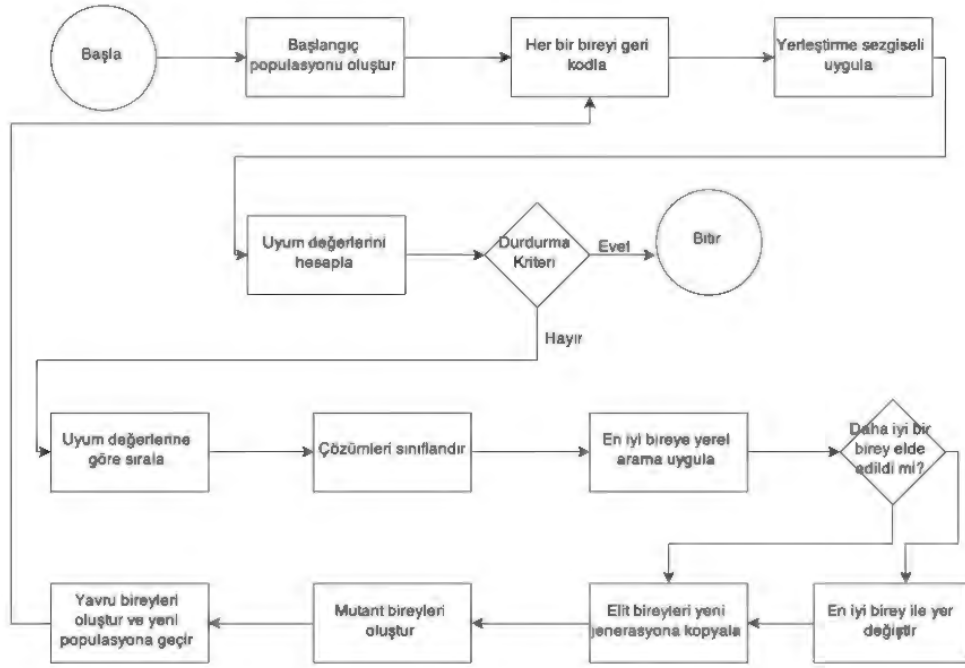 Başla
Başlangıç
populasyonu oluştur
Her bir bireyi geri
kodla
Yerleştirme sezgiseli
uygula
Uyum değerlerini
hesapla
Durdurma
Kriteri
Evet
Bitir
Hayır
Uyum değerlerine
göre sırala
Çözümleri sınıflandır
En iyi bireye yerel
arama uygula
Daha iyi bir
birey elde
edildi mi?
Yavru bireyleri
oluştur ve yeni
populasyona geçir
Mutant bireyleri
oluştur
Elit bireyleri yeni
jenerasyona kopyala
En iyi birey ile yer
değiştir